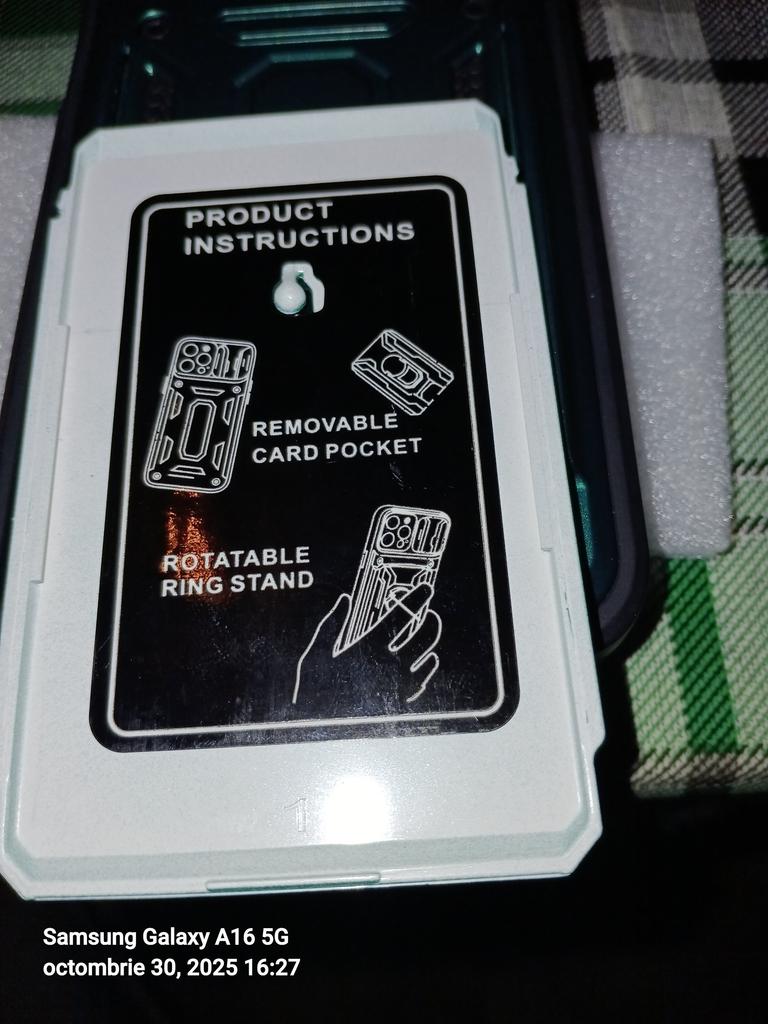 PRODUCT
INSTRUCTIONS
REMOVABLE
CARD POCKET
ROTATABLE
RING STAND
1
Samsung Galaxy A16 5G
octombrie 30, 2025 16:27